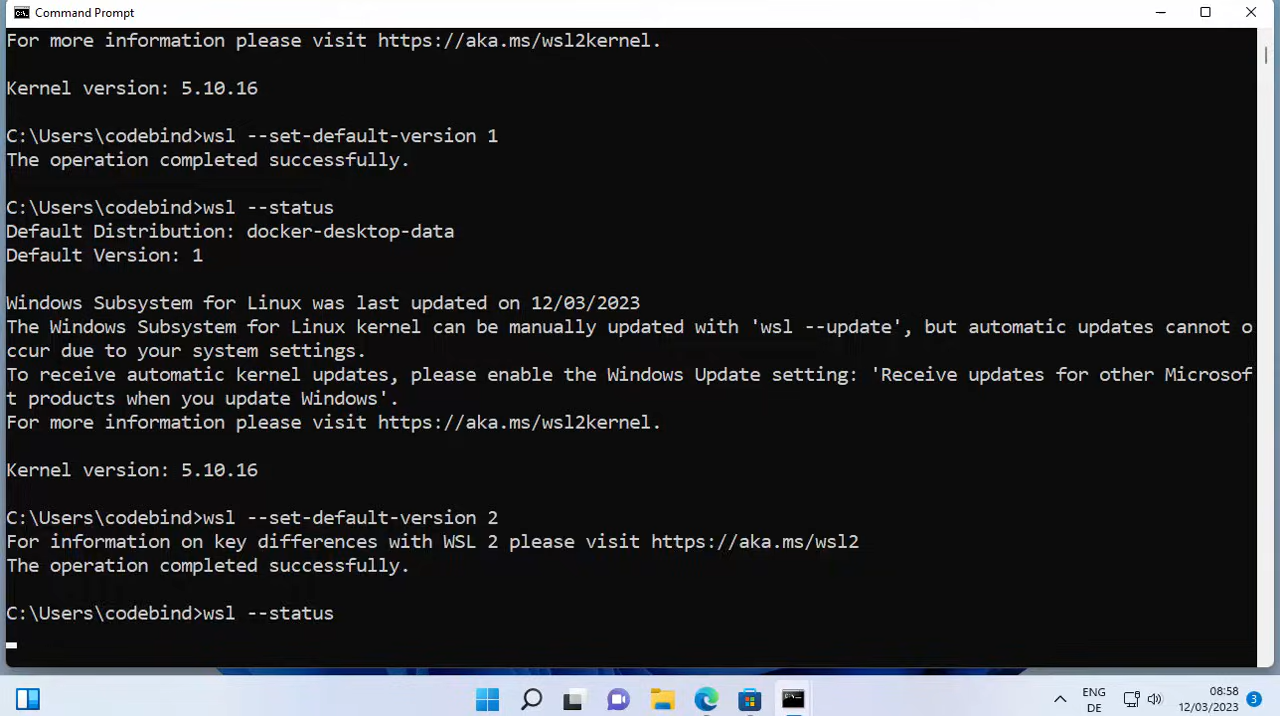 Command Prompt
For more information please visit https://aka.ms/wsl2kernel.
Kernel version: 5.10.16
C:\Users\codebind>wsl --set-default-version 1
The operation completed successfully.
C:\Users\codebind>wsl --status
Default Distribution: docker-desktop-data
Default Version: 1
Windows Subsystem for Linux was last updated on 12/03/2023
The Windows Subsystem for Linux kernel can be manually updated with 'wsl --update', but automatic updates cannot o
ccur due to your system settings.
To receive automatic kernel updates, please enable the Windows Update setting: 'Receive updates for other Microsof
t products when you update Windows'.
For more information please visit https://aka.ms/wsl2kernel.
Kernel version: 5.10.16
C:\Users\codebind>wsl --set-default-version 2
For information on key differences with WSL 2 please visit https://aka.ms/wsl2
The operation completed successfully.
C:\Users\codebind>wsl --status
ENG
DE
08:58
12/03/2023
3